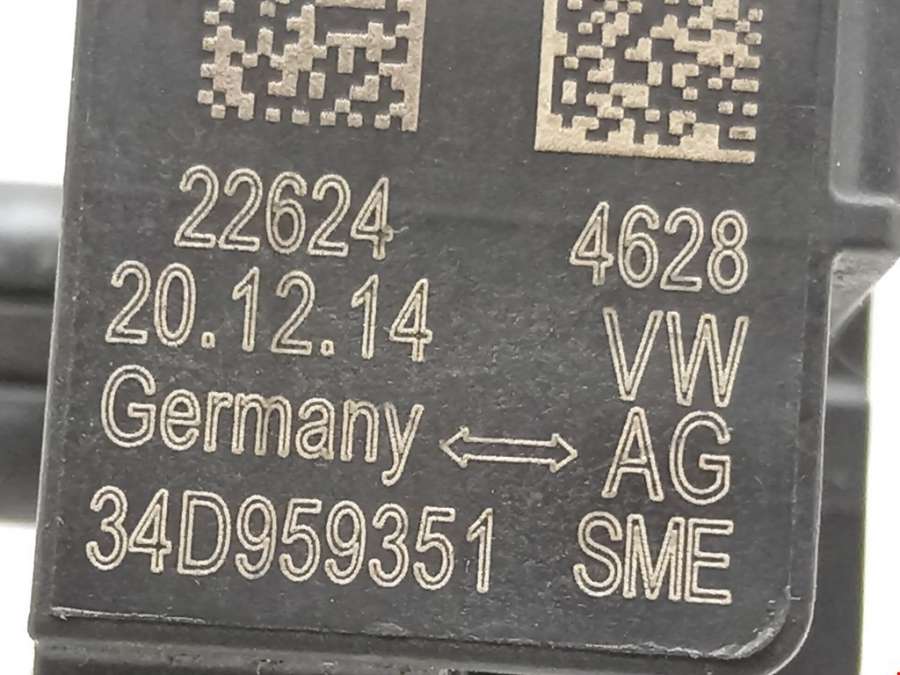 22624
20.12.14
Germany
34D959351
4628
VW
AG
SME